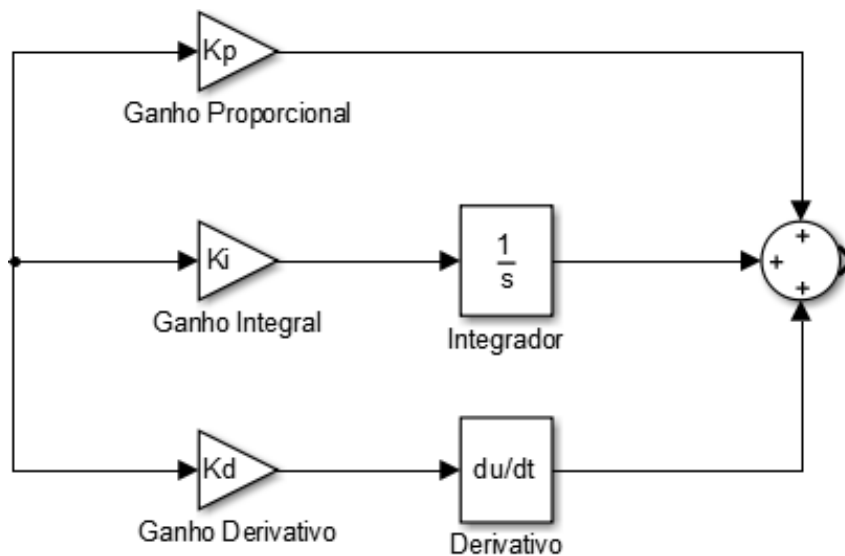 Kp
Ganho Proporcional
Ki
Ganho Integral
1
s
Integrador
+
+
+
Kd
Ganho Derivativo
du/dt
Derivativo